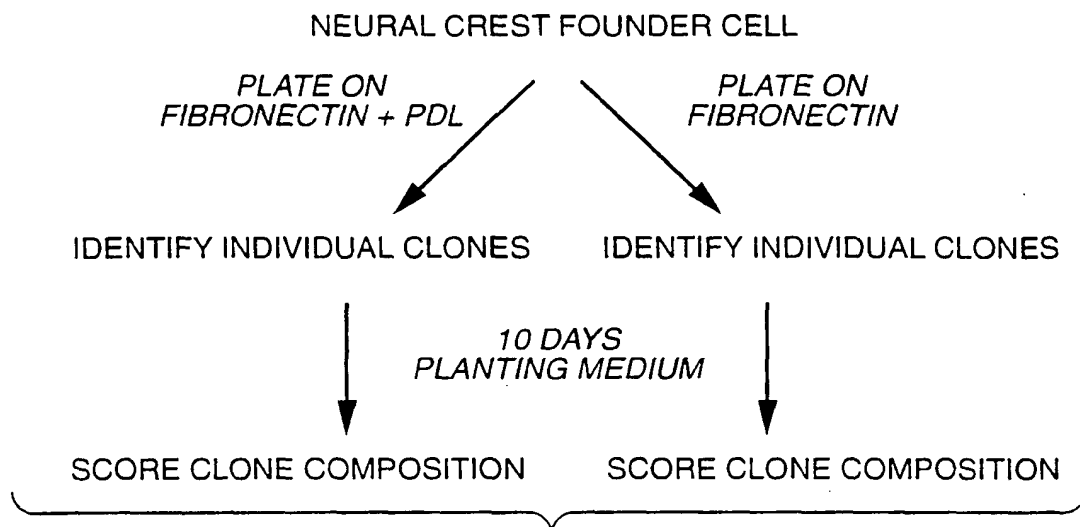 NEURAL CREST FOUNDER CELL
PLATE ON
FIBRONECTIN + PDL
PLATE ON
FIBRONECTIN
IDENTIFY INDIVIDUAL CLONES
IDENTIFY INDIVIDUAL CLONES
10 DAYS
PLANTING MEDIUM
SCORE CLONE COMPOSITION
SCORE CLONE COMPOSITION